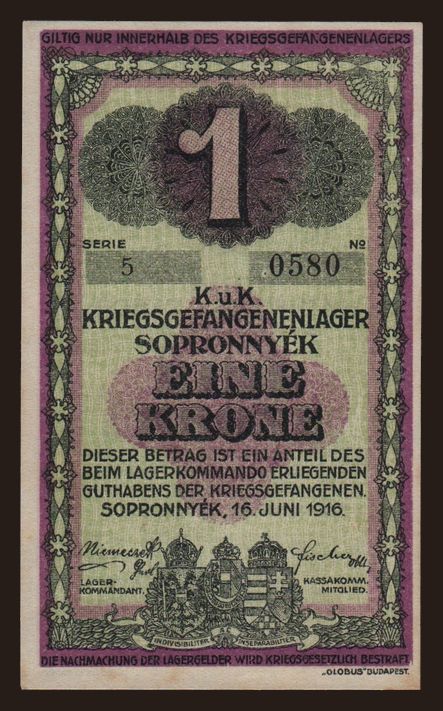 GILTIG NUR INNERHALB DES KRIEGSGEFANGENENLAGERS
1
SERIE No
5 0580
K.u.K.
KRIEGSGEFANGENENLAGER
SOPRONNYÉK
EINE
KRONE
DIESER BETRAG IST EIN ANTEIL DES
BEIM LAGERKOMMANDO ERLIEGENDEN
GUTHABENS DER KRIEGSGEFANGENEN.
SOPRONNYÉK, 16. JUNI 1916.
LAGER-
KOMMANDANT.
KASSAKOMM.
MITGLIED.
INDIVISIBILITER INSEPARABILITER
DIE NACHMACHUNG DER LAGERGELDER WIRD KRIEGSGESETZLICH BESTRAFT.
„GLOBUS" BUDAPEST.